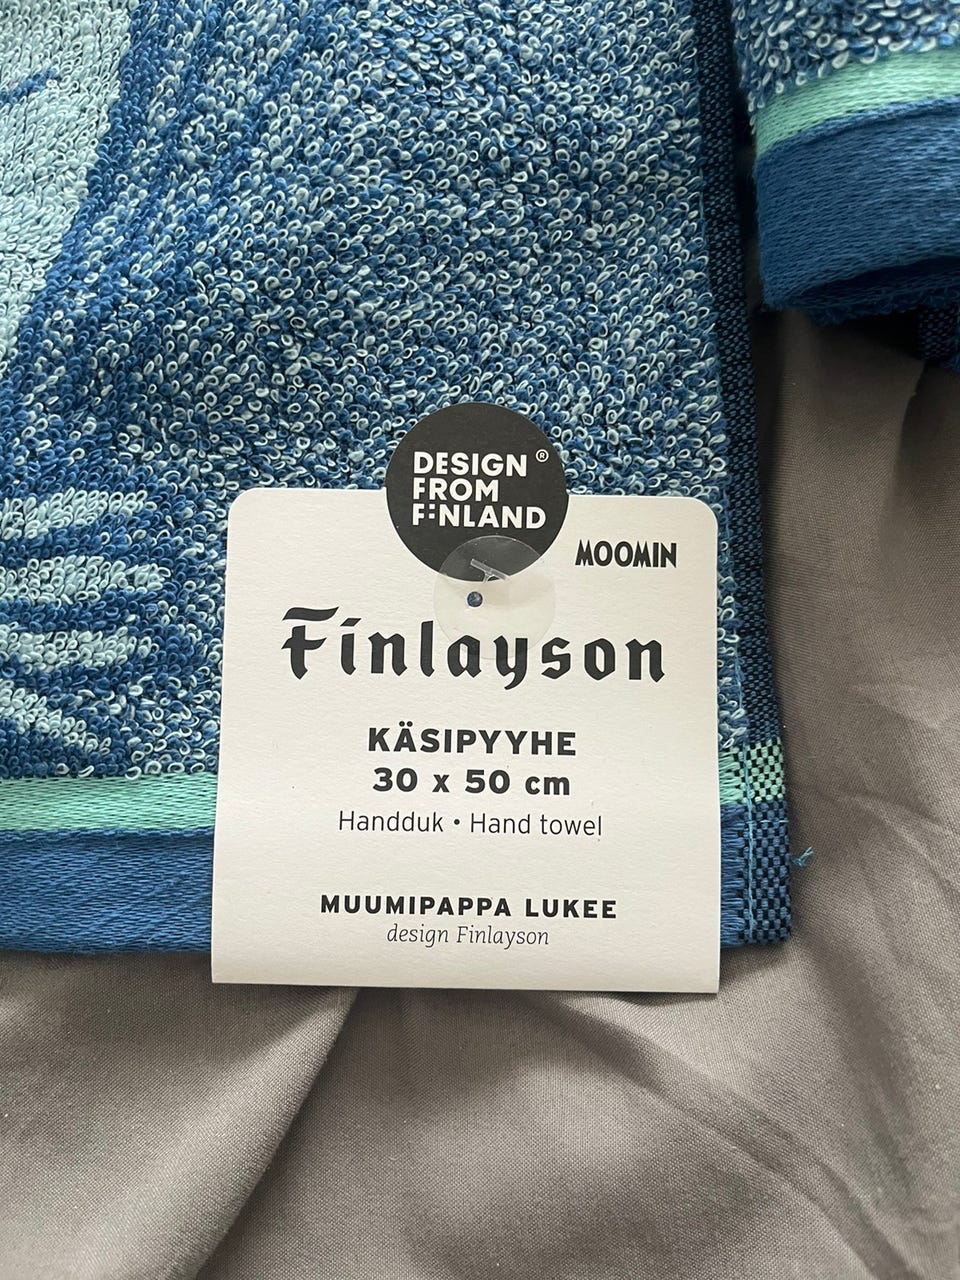 DESIGN ®
FROM
FINLAND
MOOMIN
Finlayson
KÄSIPYYHE
30 x 50 cm
Handduk • Hand towel
MUUMIPAPPA LUKEE
design Finlayson